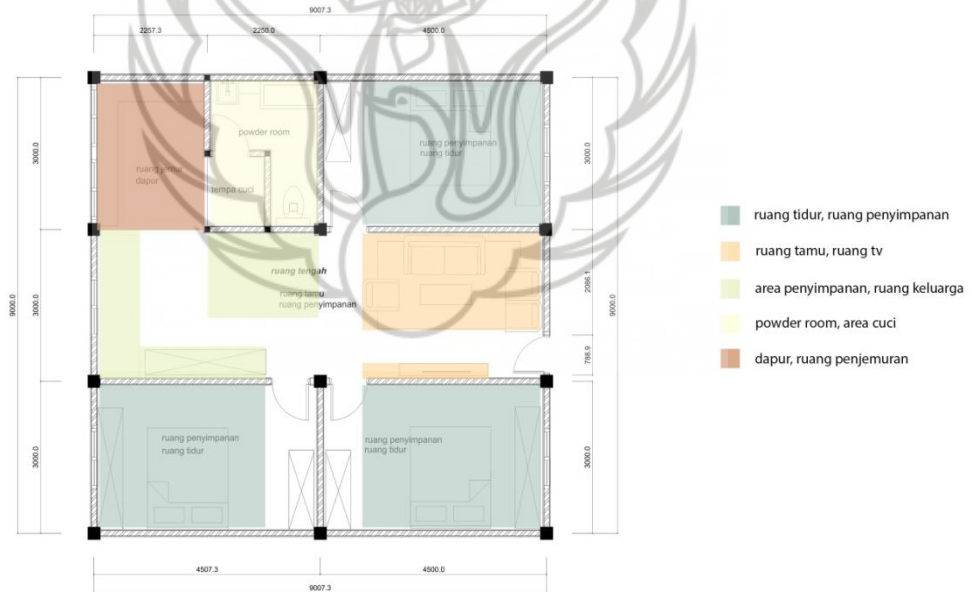 9007.3
2257.3
2250.0
4500.0
3000.0
3000.0
3000.0
9000.0
3000.0
2086.1
788.9
3000.0
9000.0
powder room
ruang jemur
dapur
tempa cuci
ruang penyimpanan
ruang tidur
ruang tengah
ruang tamu
ruang penyimpanan
ruang penyimpanan
ruang tidur
ruang penyimpanan
ruang tidur
4507.3
4500.0
9007.3
ruang tidur, ruang penyimpanan
ruang tamu, ruang tv
area penyimpanan, ruang keluarga
powder room, area cuci
dapur, ruang penjemuran